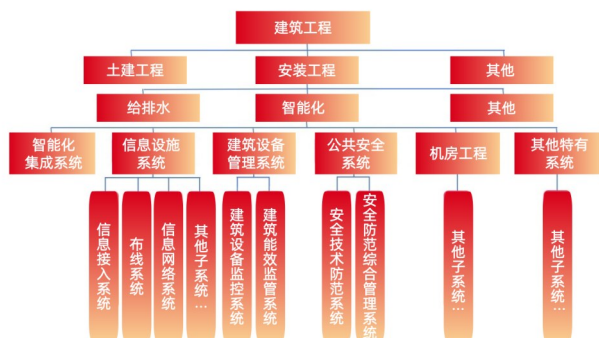 建筑工程
土建工程
安装工程
其他
给排水
智能化
其他
智能化
集成系统
信息设施
系统
建筑设备
管理系统
公共安全
系统
机房工程
其他特有
系统
信息接入系统
布线系统
信息网络系统
其他子系统…
建筑设备监控系统
建筑能效监管系统
安全技术防范系统
安全防范综合管理系统
其他子系统…
其他子系统…